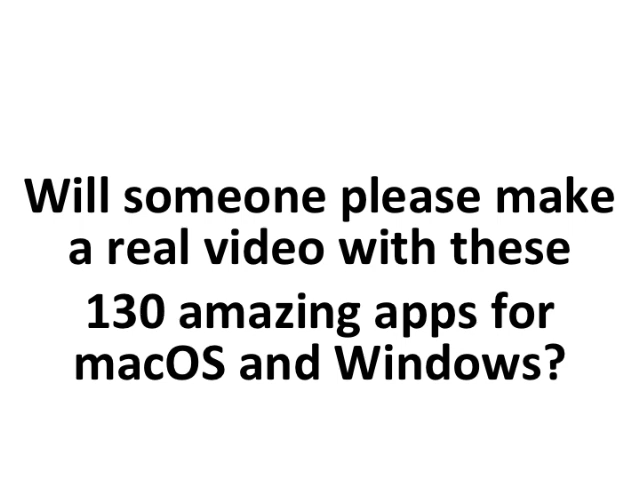 Will someone please make
a real video with these
130 amazing apps for
macOS and Windows?